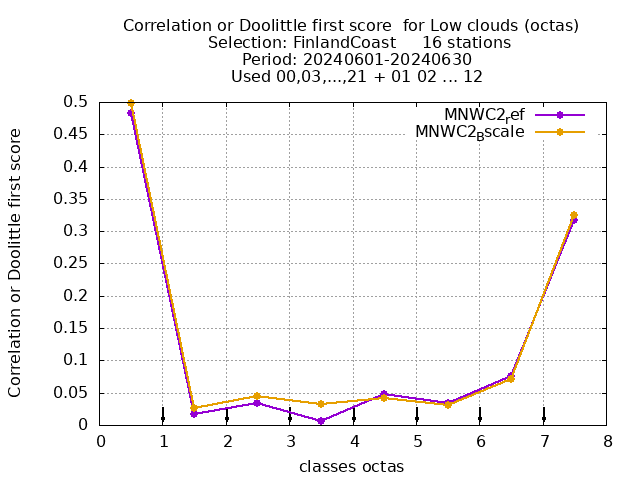 Correlation or Doolittle first score  for Low clouds (octas)
Selection: FinlandCoast     16 stations
Period: 20240601-20240630
Used 00,03,...,21 + 01 02 ... 12
Correlation or Doolittle first score
MNWC2ref
MNWC2Bscale
0.5
0.45
0.4
0.35
0.3
0.25
0.2
0.15
0.1
0.05
0
0 1 2 3 4 5 6 7 8
classes octas